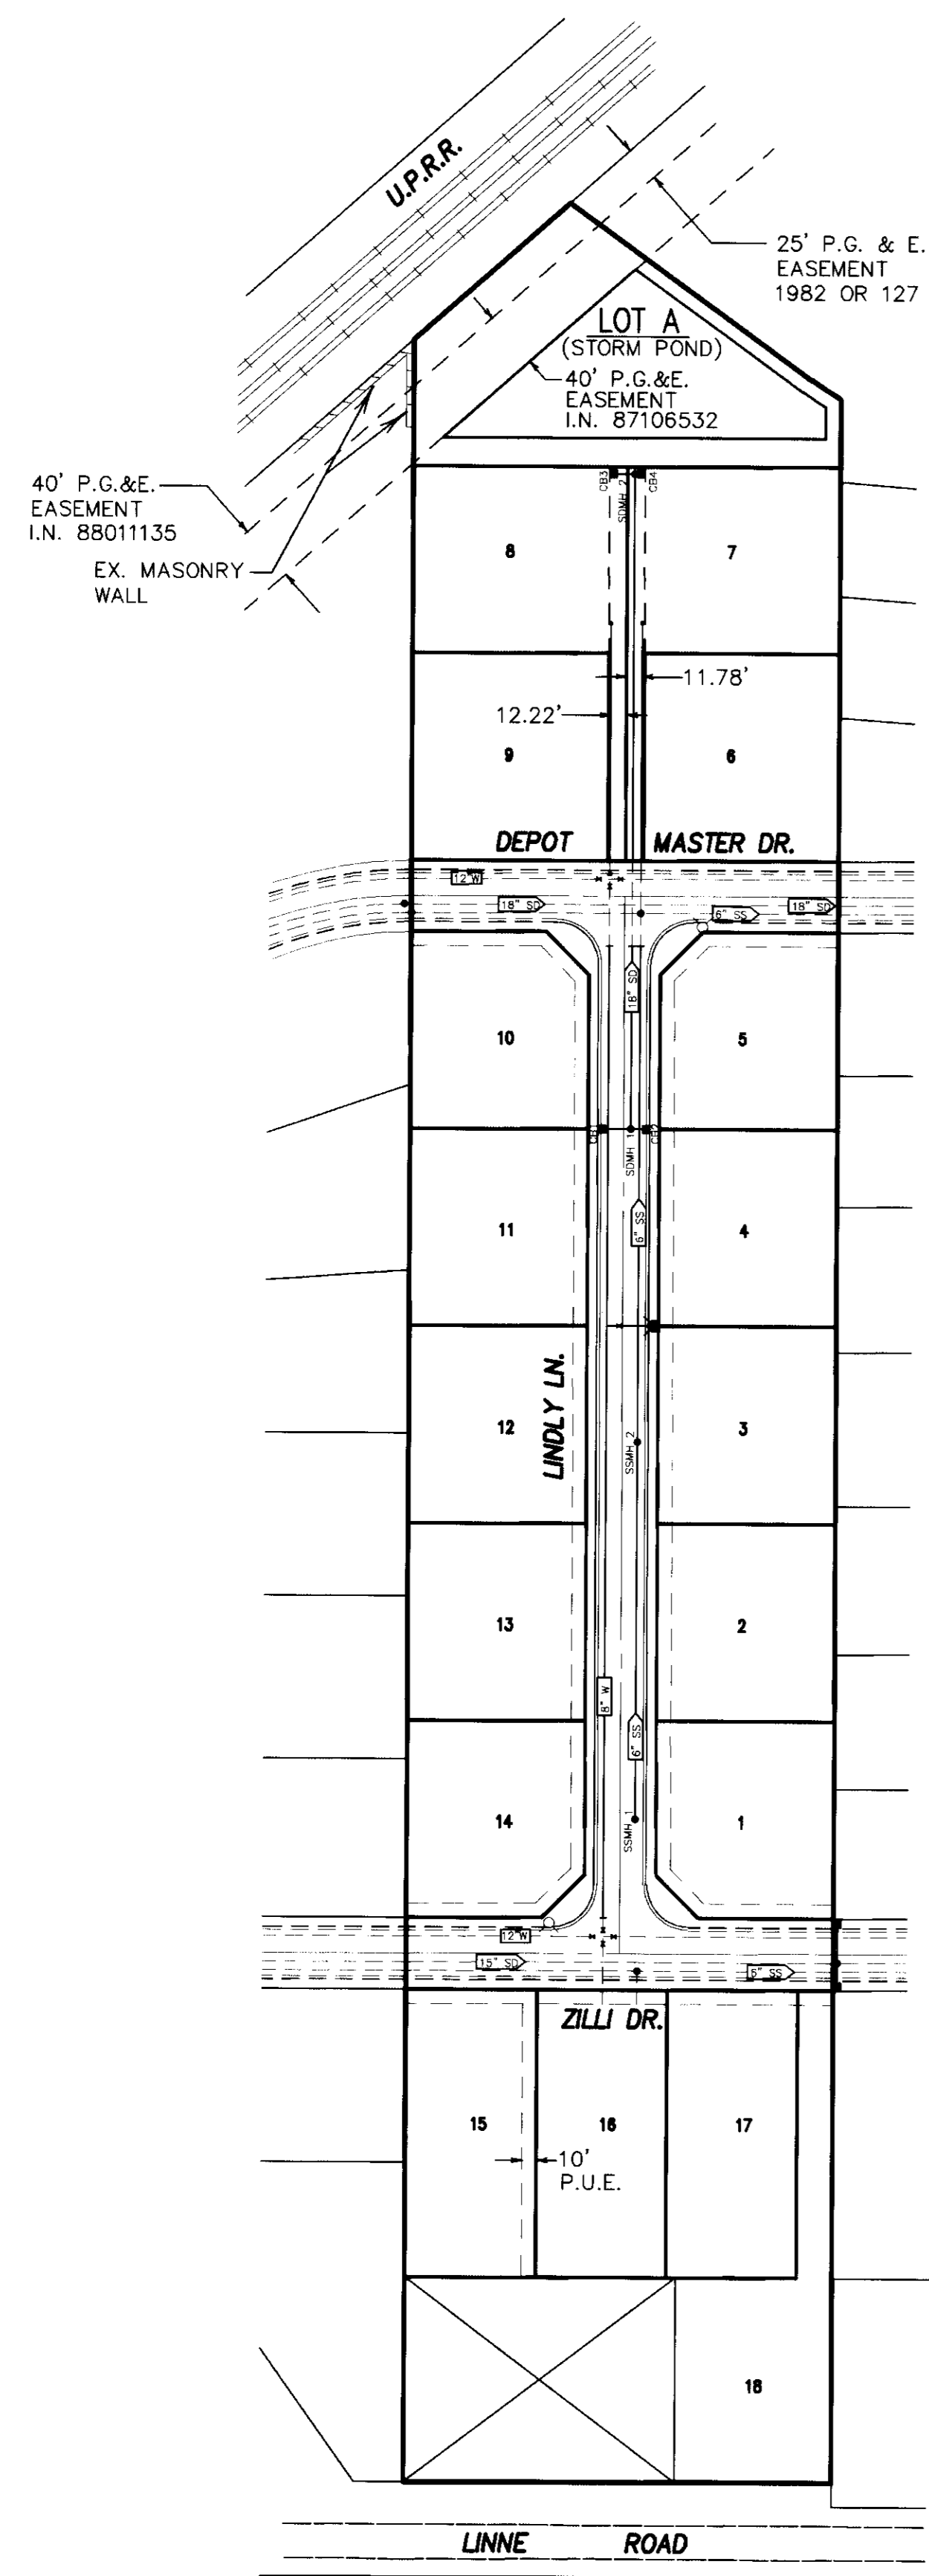 U.P.R.R.
25' P.G. & E.
EASEMENT
1982 OR 127
LOT A
(STORM POND)
40' P.G.&E.
EASEMENT
I.N. 87106532
40' P.G.&E.
EASEMENT
I.N. 88011135
EX. MASONRY
WALL
CB3
SDMH 2
CB4
8
7
11.78'
12.22'
9
6
DEPOT MASTER DR.
12"W
18" SD
6" SS
18" SD
18" SD
10
5
CB1
SDMH 1
CB2
11
6" SS
4
LINDLY LN.
12
SSMH 2
3
13
2
8" W
6" SS
14
SSMH 1
1
12"W
15" SD
6" SS
ZILLI DR.
15
16
17
10'
P.U.E.
18
LINNE ROAD